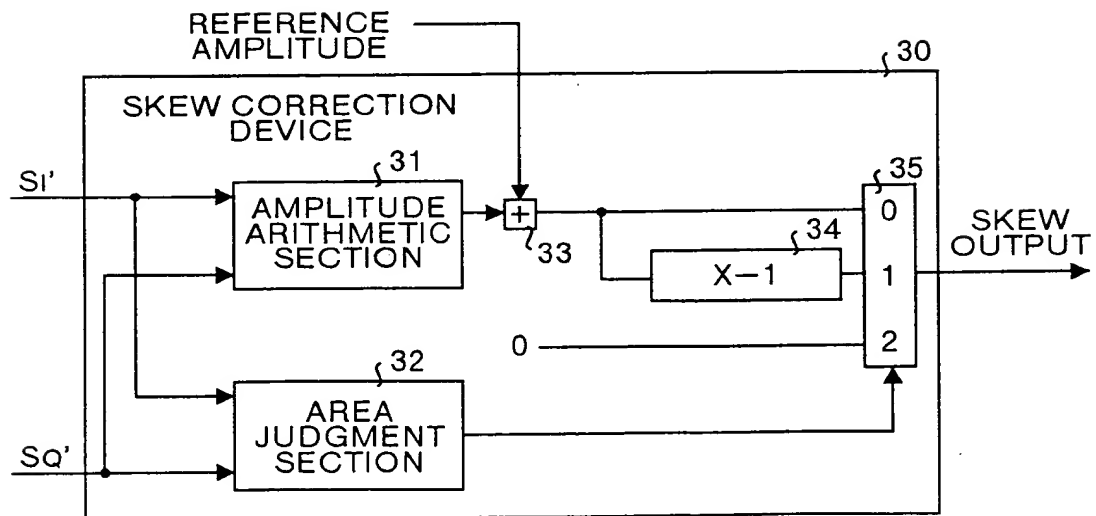 REFERENCE
AMPLITUDE
30
SKEW CORRECTION
DEVICE
31
35
SI'
AMPLITUDE
ARITHMETIC
SECTION
+
33
0
34
SKEW
OUTPUT
X-1
1
0
2
32
AREA
JUDGMENT
SECTION
SQ'